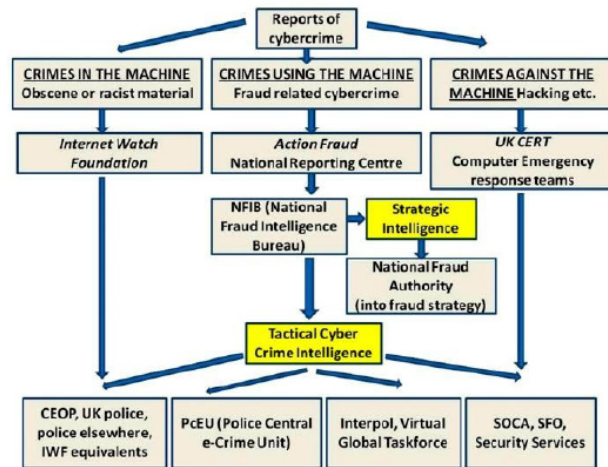 Reports of
cybercrime
CRIMES IN THE MACHINE
Obscene or racist material
CRIMES USING THE MACHINE
Fraud related cybercrime
CRIMES AGAINST THE
MACHINE Hacking etc.
Internet Watch
Foundation
Action Fraud
National Reporting Centre
UK CERT
Computer Emergency
response teams
NFIB (National
Fraud Intelligence
Bureau)
Strategic
Intelligence
National Fraud
Authority
(into fraud strategy)
Tactical Cyber
Crime Intelligence
CEOP, UK police,
police elsewhere,
IWF equivalents
PcEU (Police Central
e-Crime Unit)
Interpol, Virtual
Global Taskforce
SOCA, SFO,
Security Services